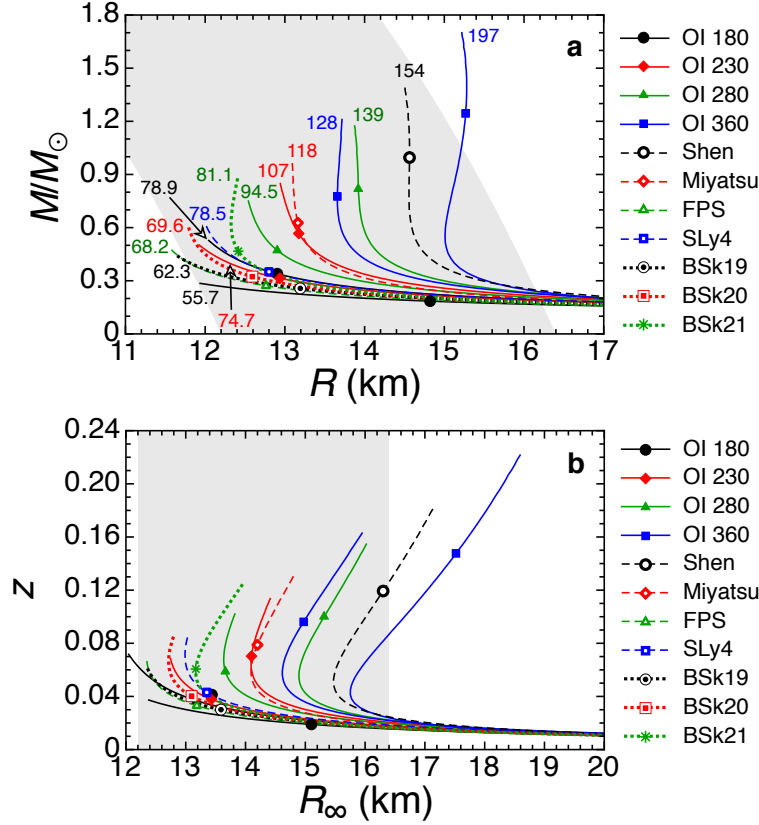 1.8
1.5
1.2
0.9
0.6
0.3
0
M/M☉
a
197
154
139
128
118
107
81.1
94.5
78.9
78.5
69.6
68.2
62.3
55.7
74.7
11 12 13 14 15 16 17
R (km)
OI 180
OI 230
OI 280
OI 360
Shen
Miyatsu
FPS
SLy4
BSk19
BSk20
BSk21
0.24
0.20
0.16
0.12
0.08
0.04
0.00
z
b
12 13 14 15 16 17 18 19 20
R∞ (km)
OI 180
OI 230
OI 280
OI 360
Shen
Miyatsu
FPS
SLy4
BSk19
BSk20
BSk21